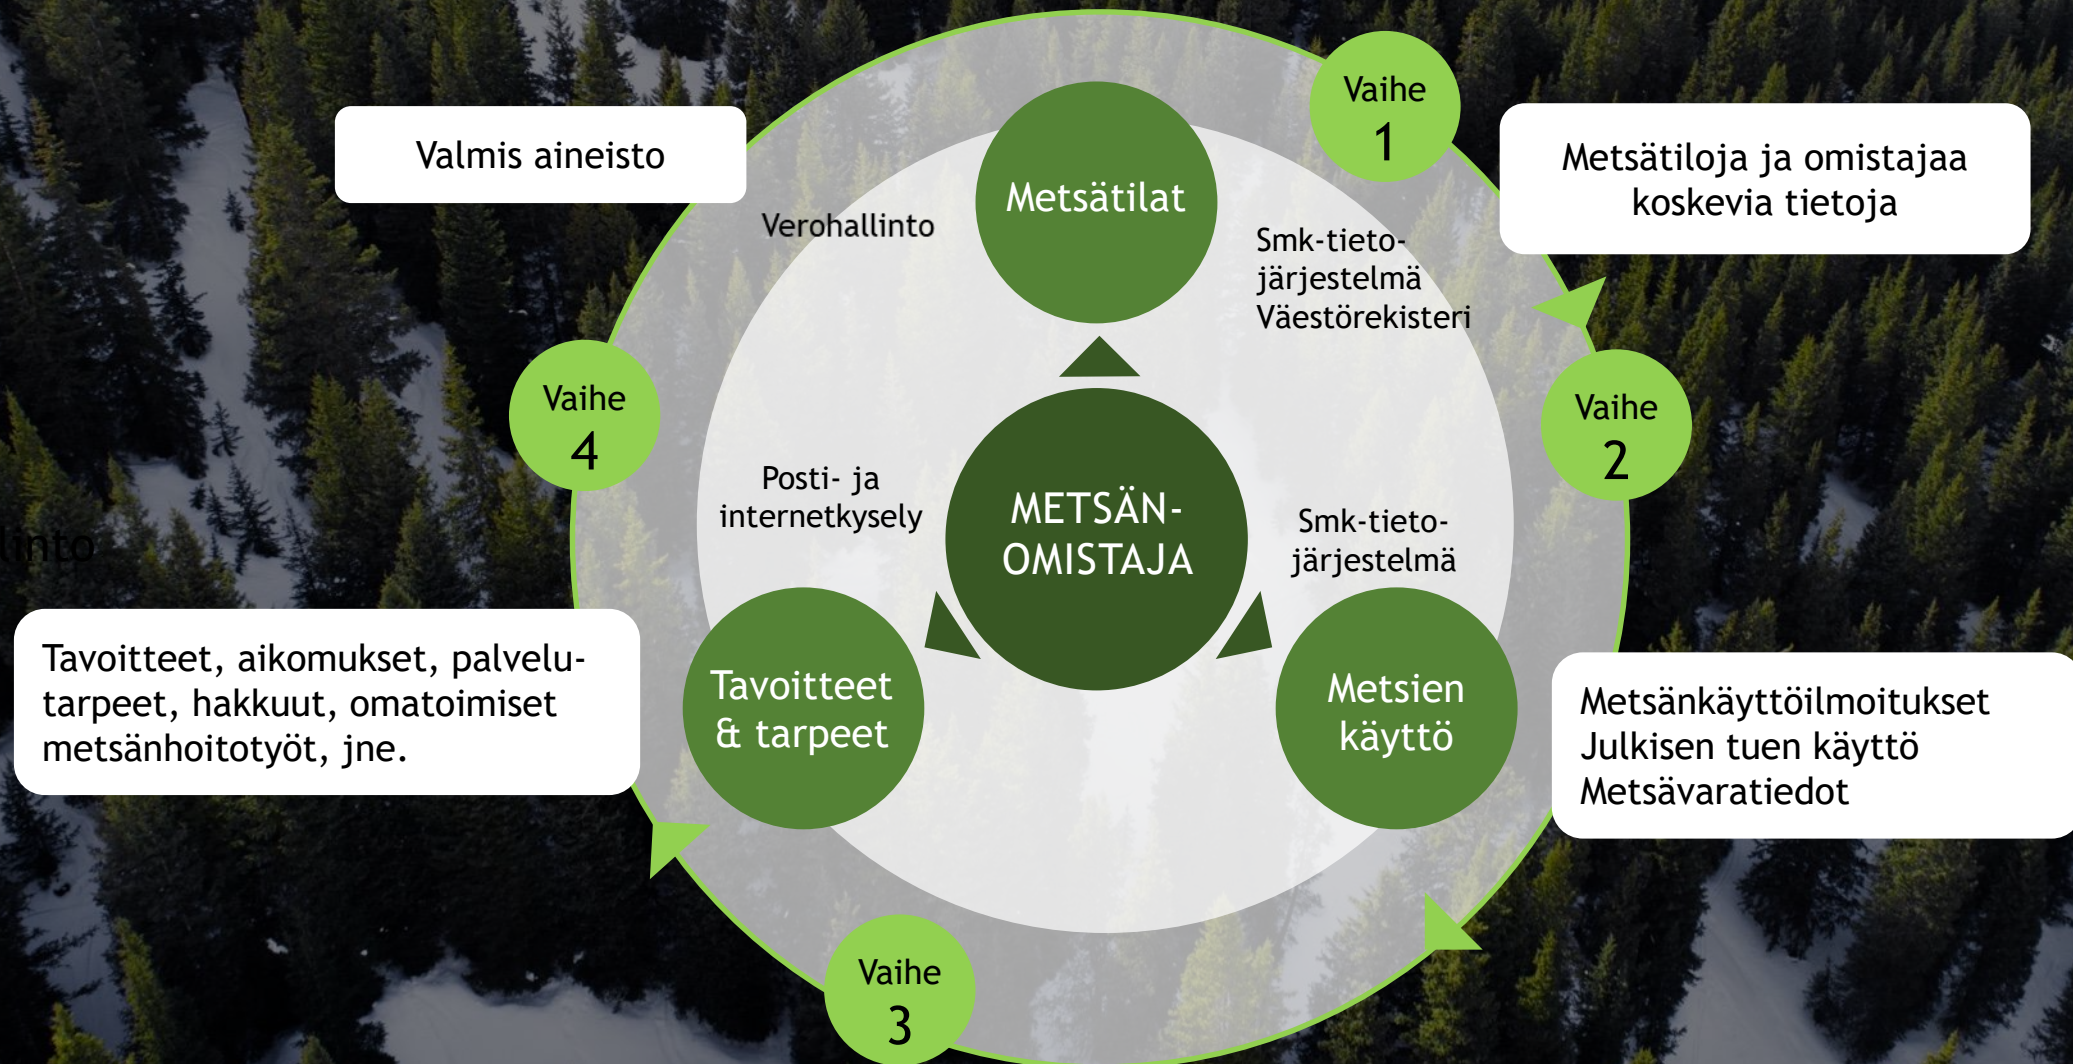 Vaihe
1
Valmis aineisto
Metsätilat
Metsätiloja ja omistajaa
koskevia tietoja
Verohallinto
Smk-tieto-
järjestelmä
Väestörekisteri
Vaihe
4
Vaihe
2
Posti- ja
internetkysely
METSÄN-
OMISTAJA
Smk-tieto-
järjestelmä
llinto
Tavoitteet, aikomukset, palvelu-
tarpeet, hakkuut, omatoimiset
metsänhoitotyöt, jne.
Tavoitteet
& tarpeet
Metsien
käyttö
Metsänkäyttöilmoitukset
Julkisen tuen käyttö
Metsävaratiedot
Vaihe
3